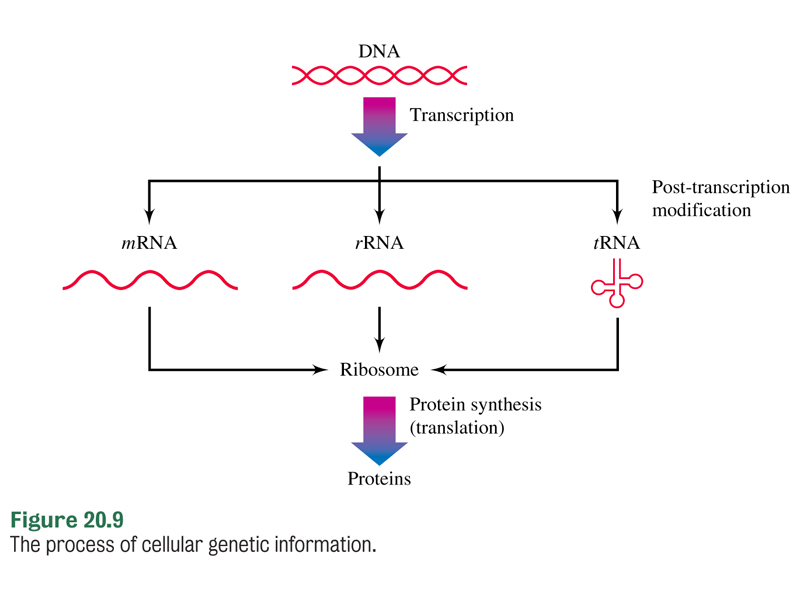 DNA
Transcription
Post-transcription
modification
mRNA
rRNA
tRNA
Ribosome
Protein synthesis
(translation)
Proteins
Figure 20.9
The process of cellular genetic information.